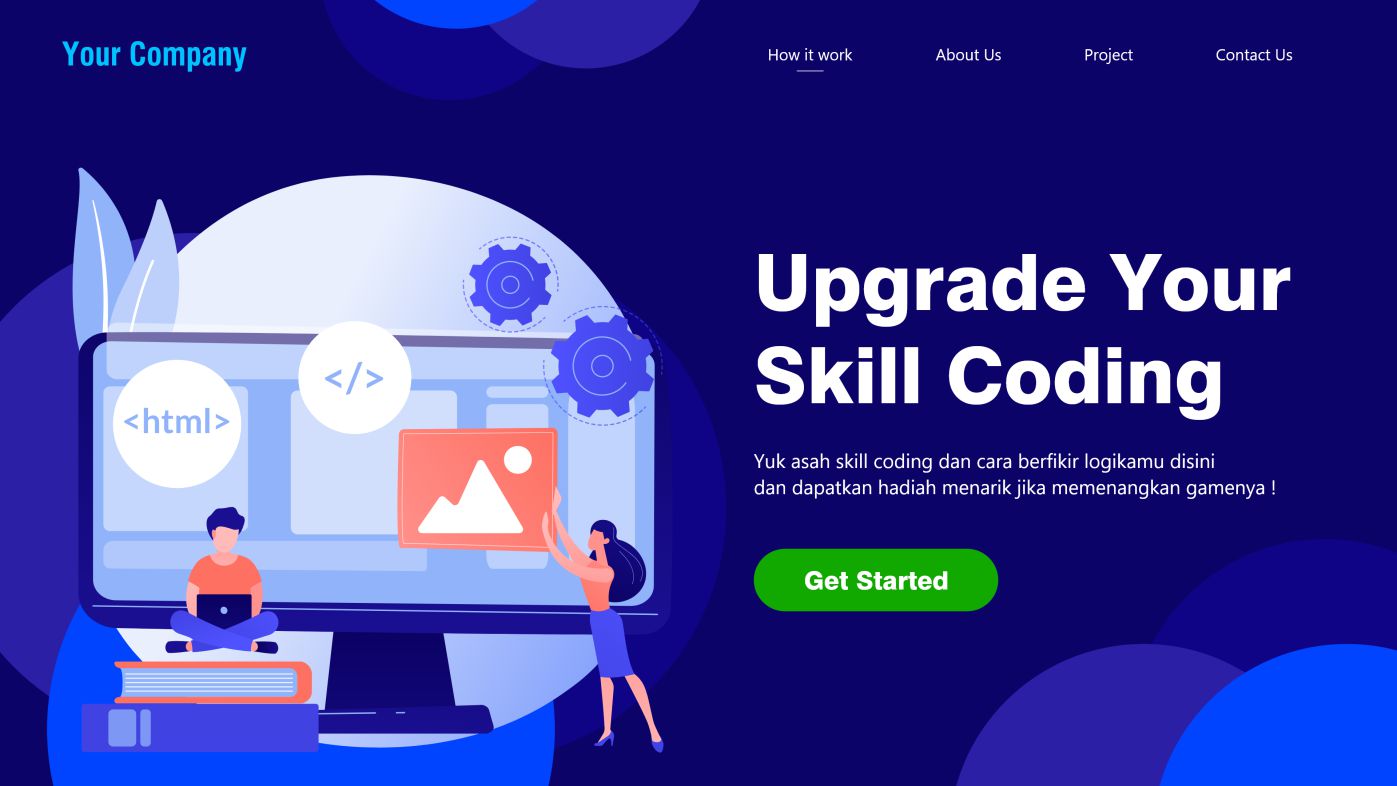 Your Company
How it work
About Us
Project
Contact Us
Upgrade Your
Skill Coding
</>
<html>
Yuk asah skill coding dan cara berfikir logikamu disini
dan dapatkan hadiah menarik jika memenangkan gamenya !
Get Started